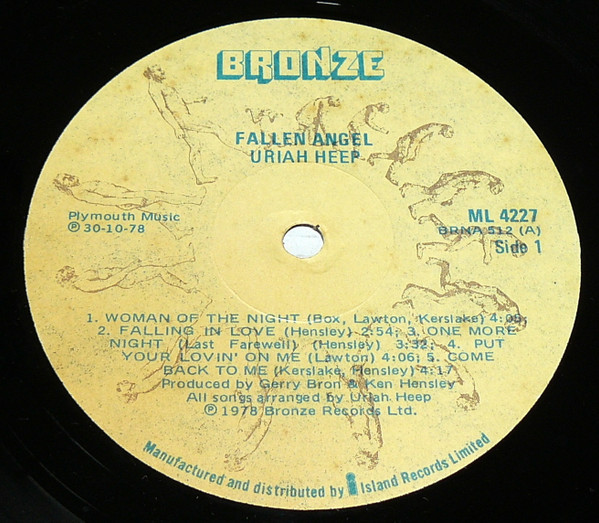 BRONZE
FALLEN ANGEL
URIAH HEEP
Plymouth Music
℗ 30-10-78
ML 4227
BRNA 512 (A)
Side 1
1. WOMAN OF THE NIGHT (Box, Lawton, Kerslake) 4:05;
2. FALLING IN LOVE (Hensley) 2:54; 3. ONE MORE
NIGHT (Last Farewell) (Hensley) 3:32; 4. PUT
YOUR LOVIN' ON ME (Lawton) 4:06; 5. COME
BACK TO ME (Kerslake, Hensley) 4:17
Produced by Gerry Bron & Ken Hensley
All songs arranged by Uriah Heep
℗ 1978 Bronze Records Ltd.
Manufactured and distributed by Island Records Limited